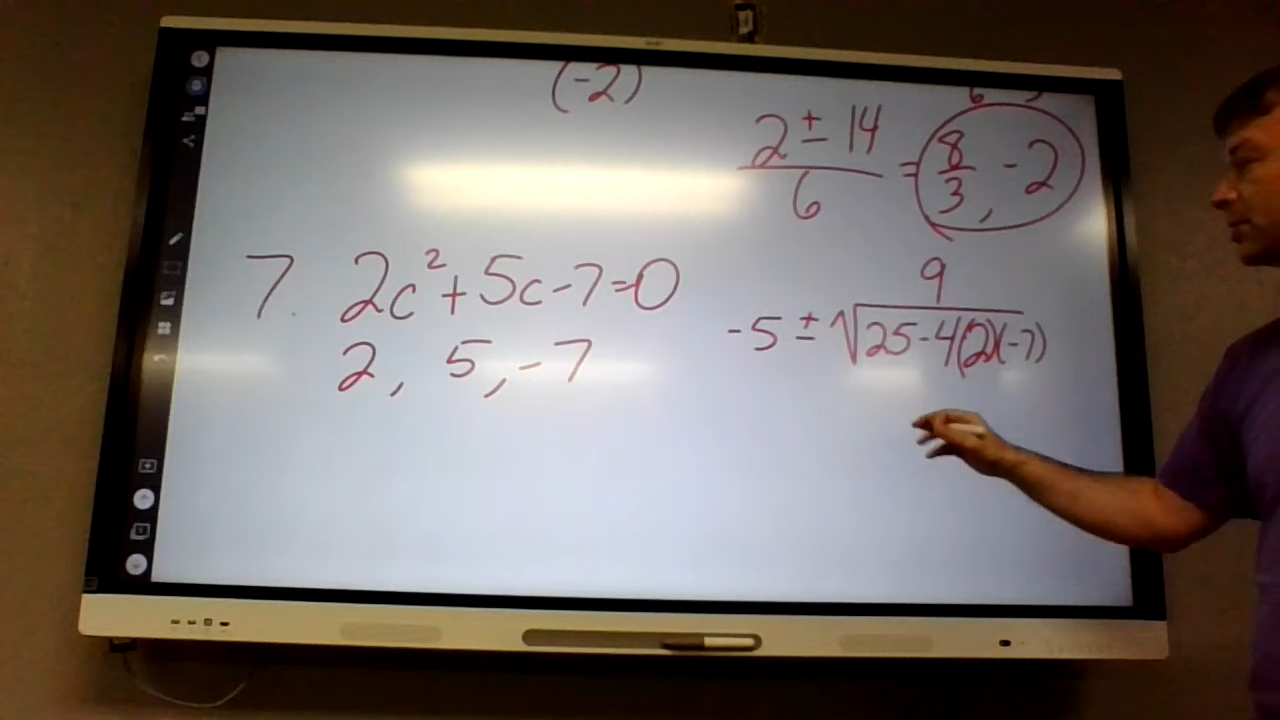 (-2)
2 ± 14
6
= 8/3, -2
7. 2c²+5c-7=0
2, 5, -7
9
-5 ± √25-4(2)(-7)